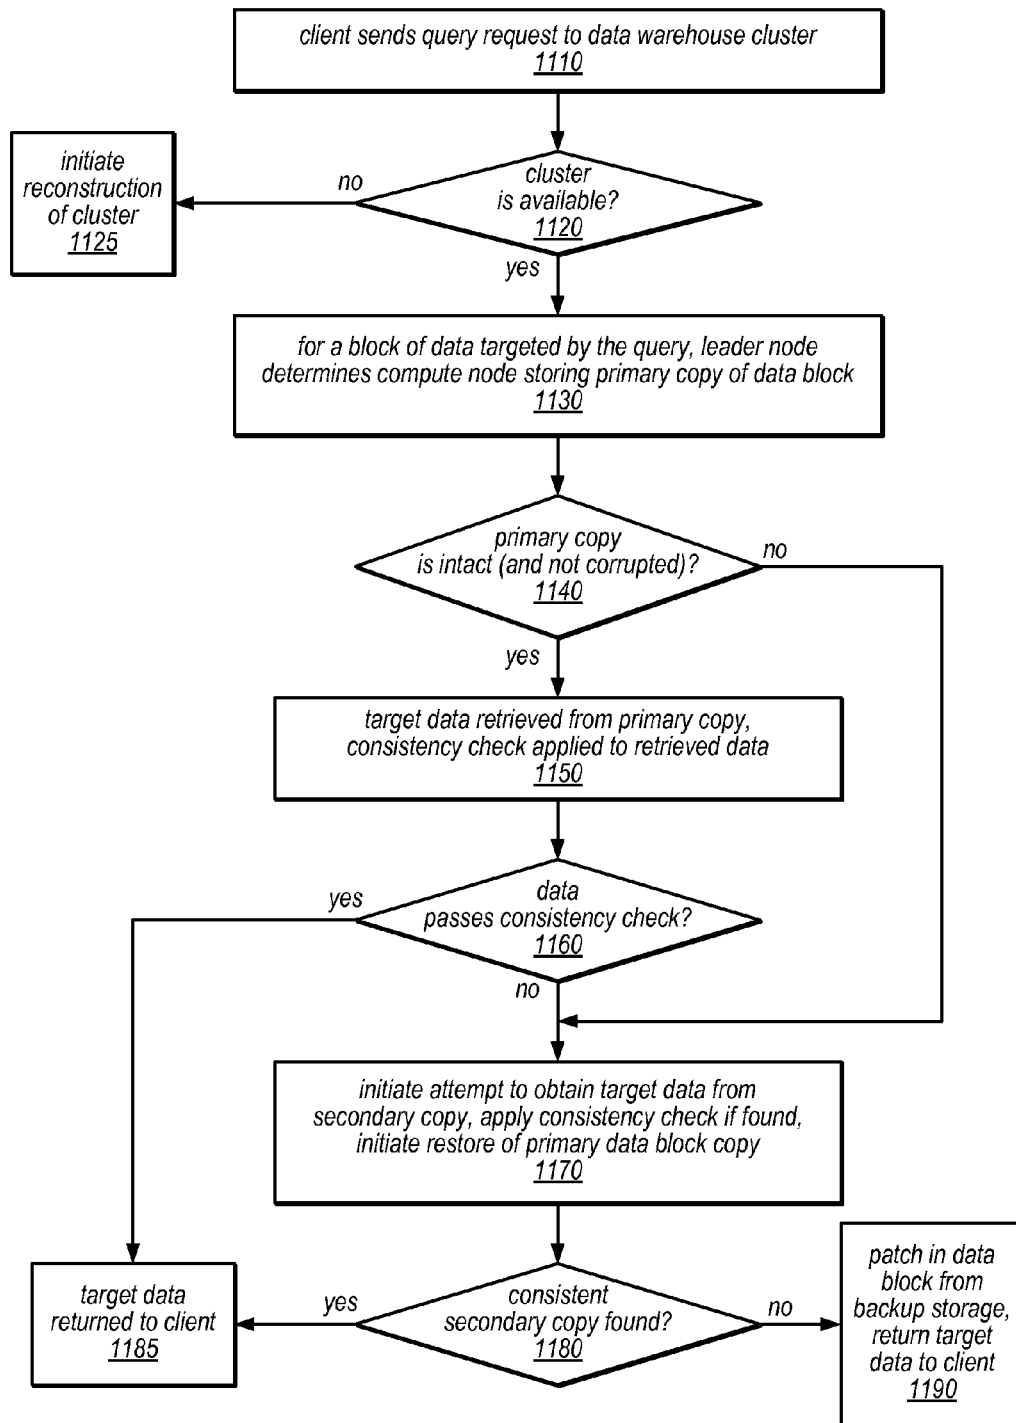 client sends query request to data warehouse cluster
1110
initiate
reconstruction
of cluster
1125
no
cluster
is available?
1120
yes
for a block of data targeted by the query, leader node
determines compute node storing primary copy of data block
1130
primary copy
is intact (and not corrupted)?
1140
no
yes
target data retrieved from primary copy,
consistency check applied to retrieved data
1150
yes
data
passes consistency check?
1160
no
initiate attempt to obtain target data from
secondary copy, apply consistency check if found,
initiate restore of primary data block copy
1170
target data
returned to client
1185
yes
consistent
secondary copy found?
1180
no
patch in data
block from
backup storage,
return target
data to client
1190